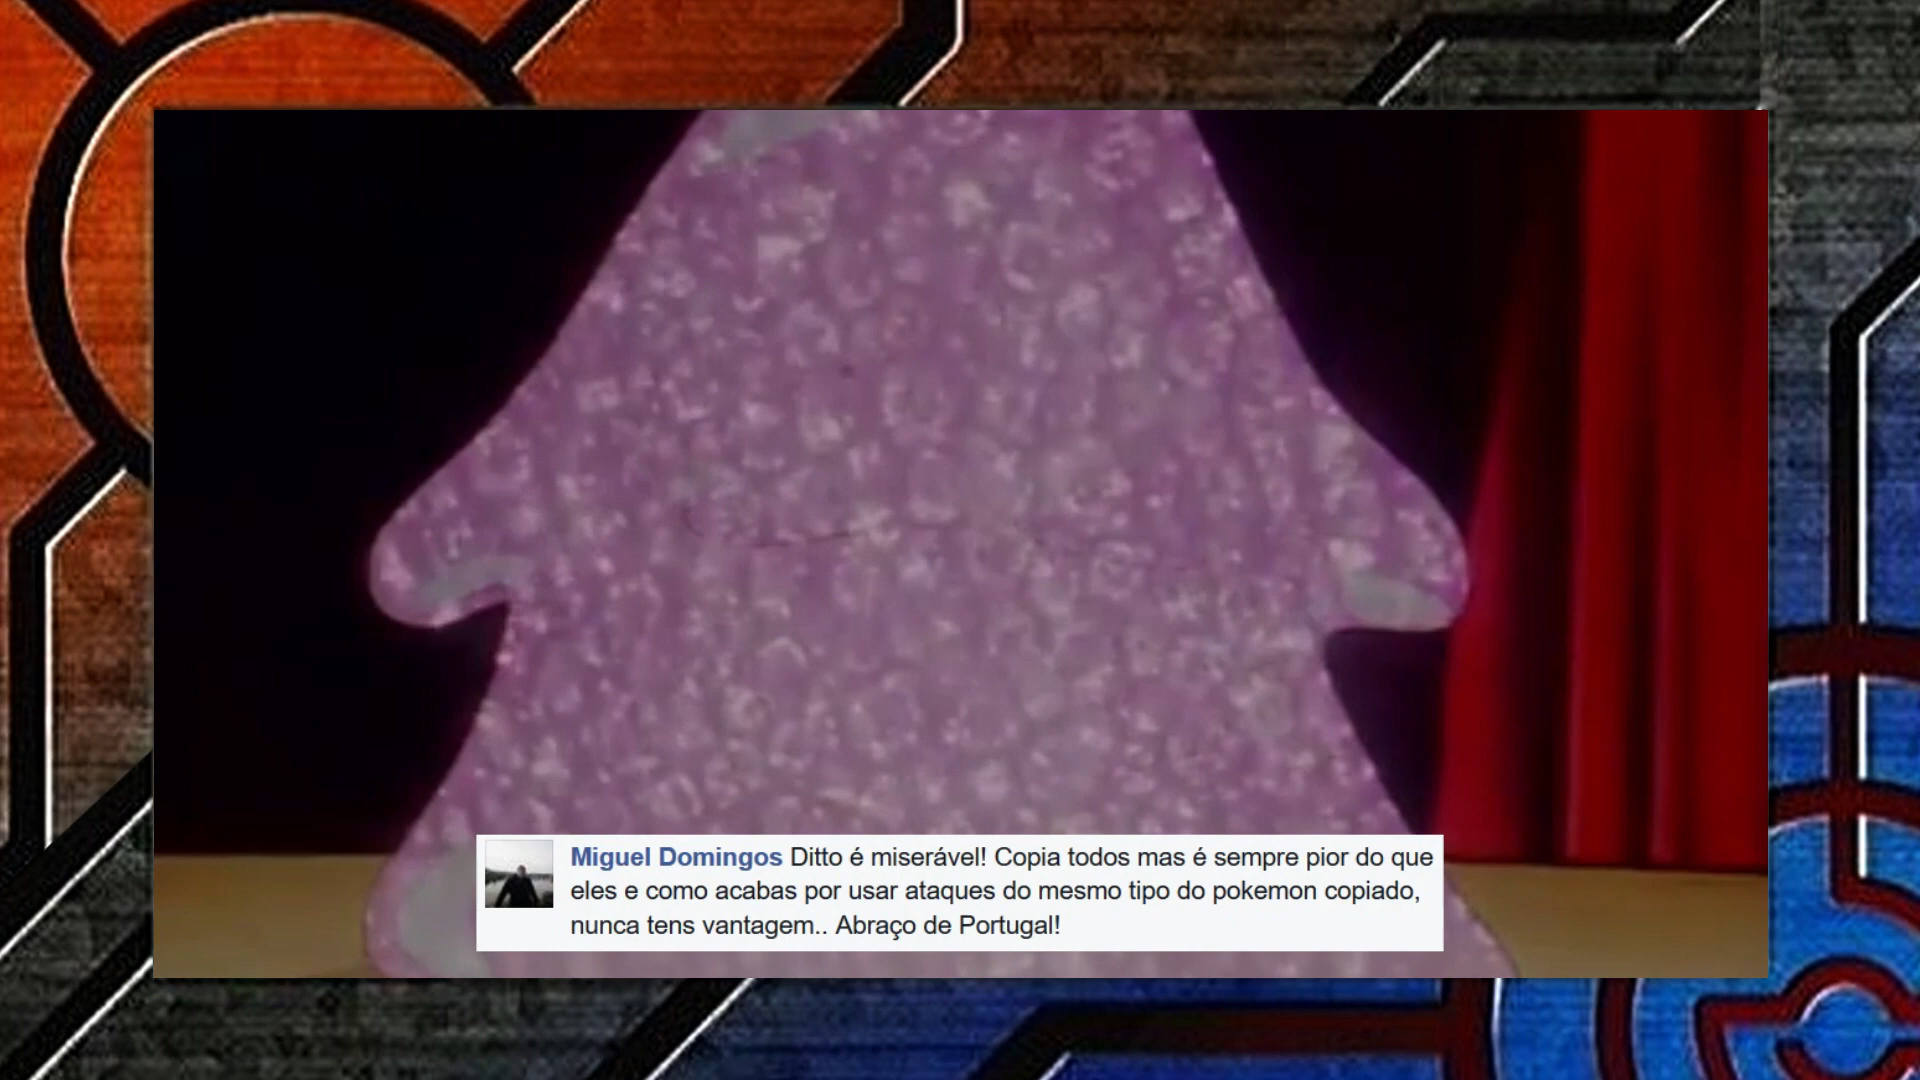 Miguel Domingos Ditto é miserável! Copia todos mas é sempre pior do que
eles e como acabas por usar ataques do mesmo tipo do pokemon copiado,
nunca tens vantagem.. Abraço de Portugal!